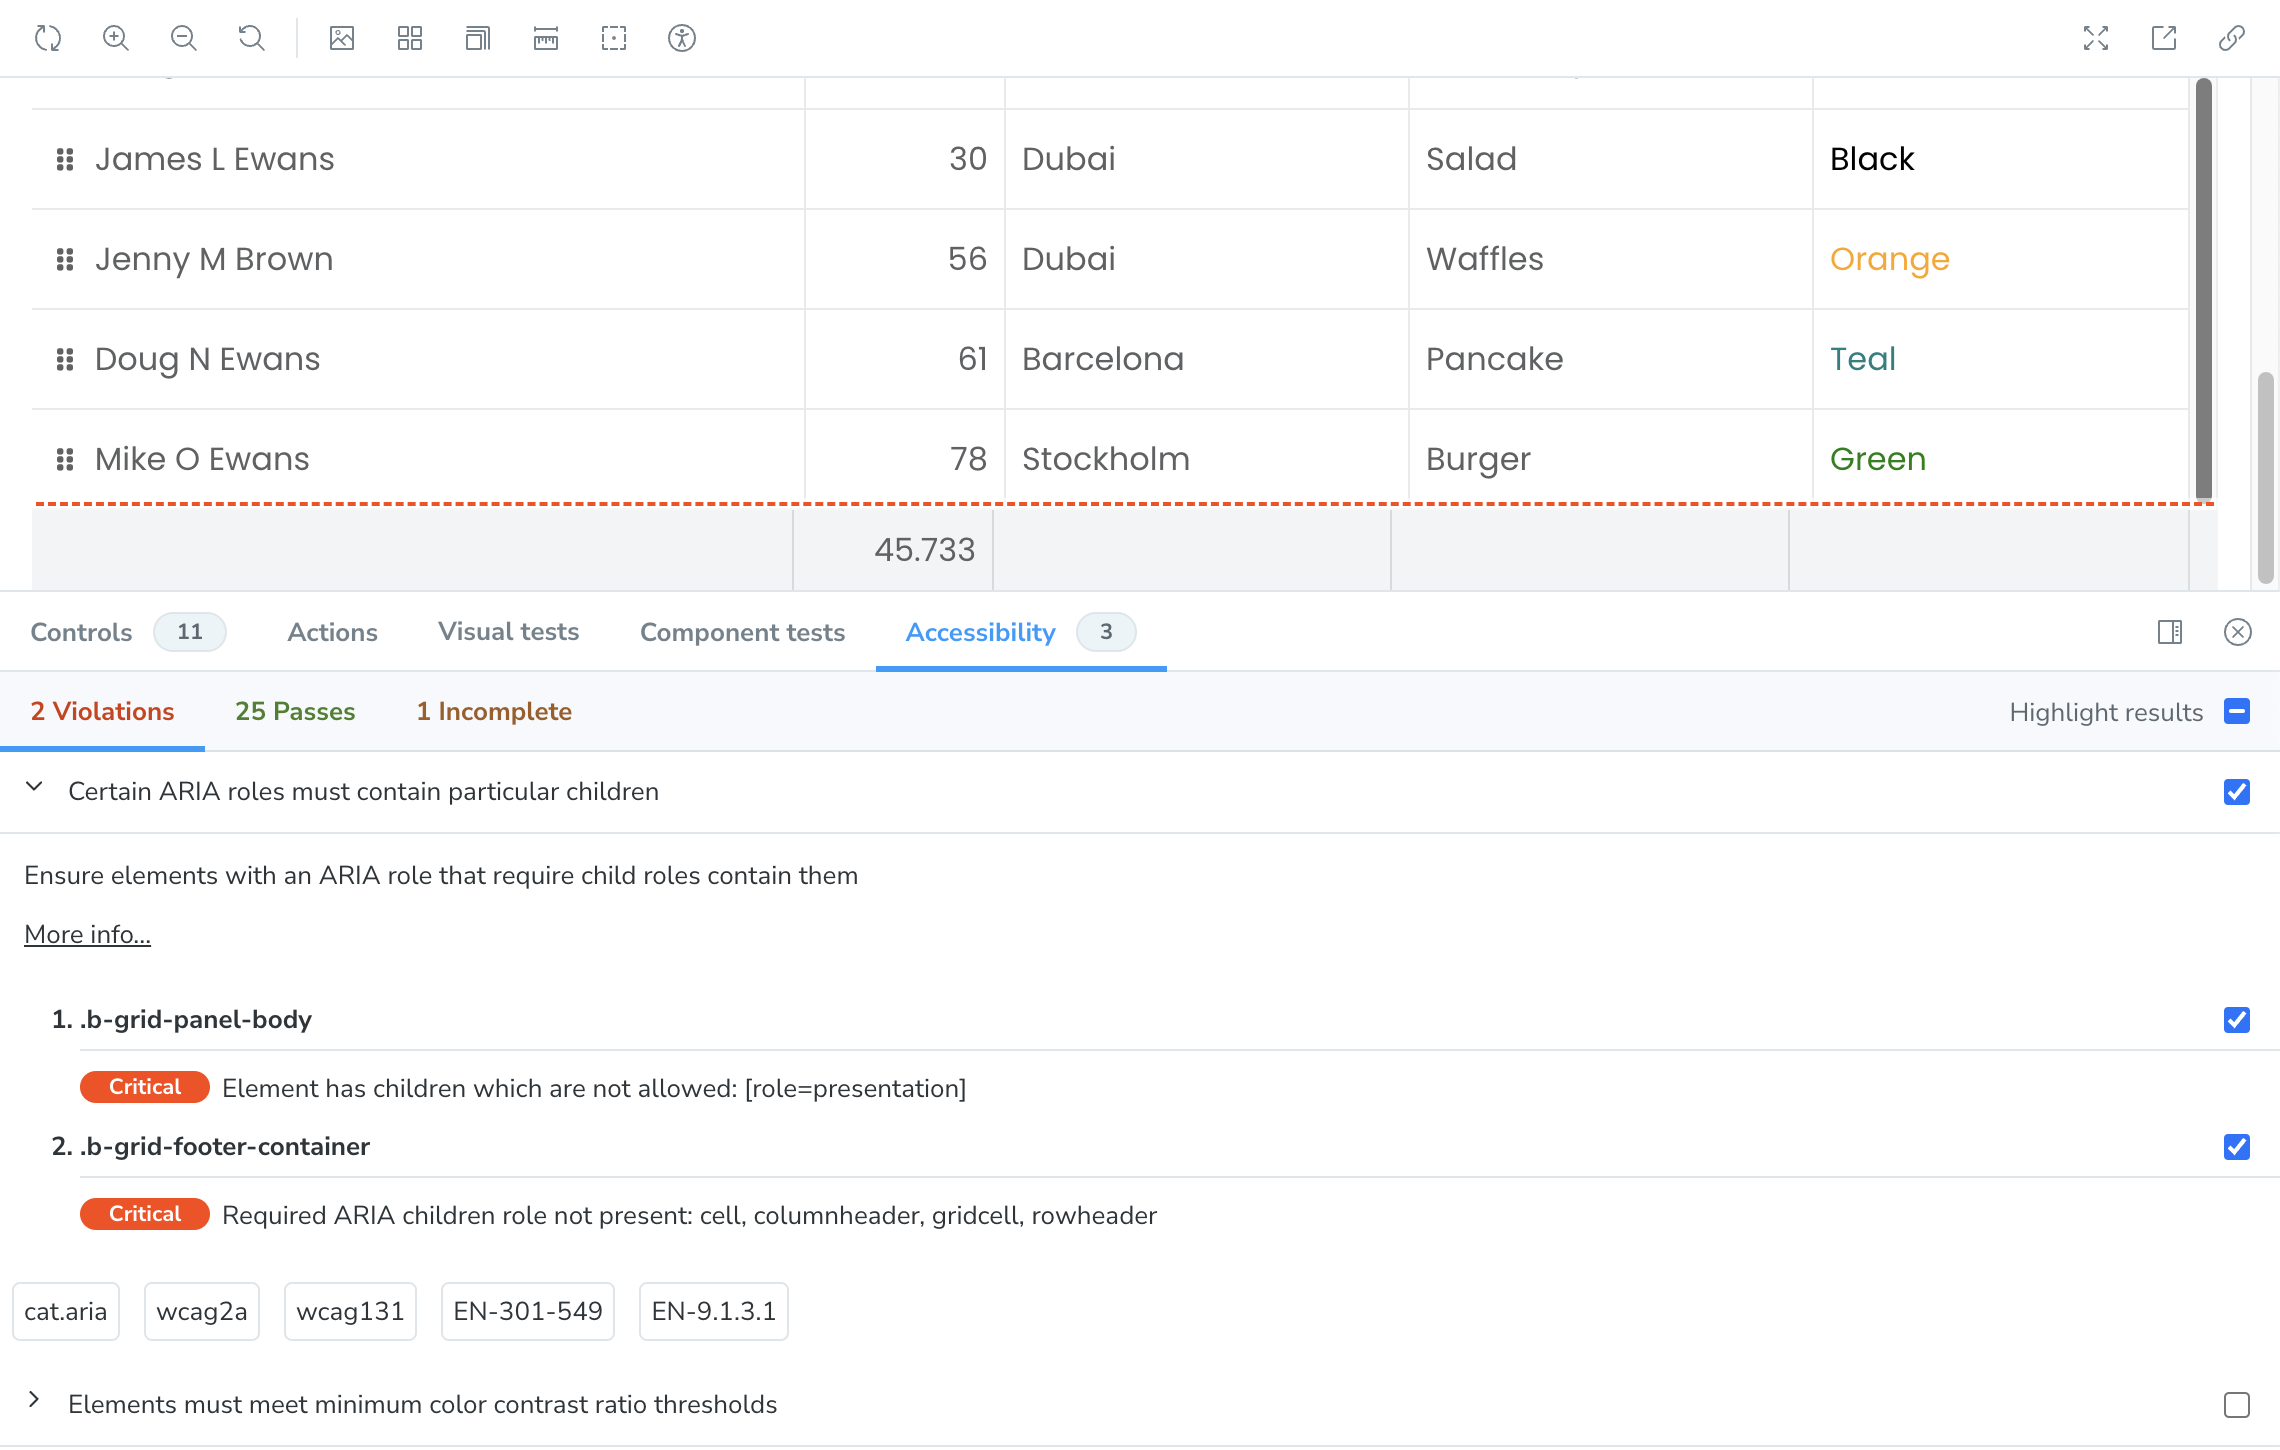 James L Ewans 30 Dubai Salad Black
Jenny M Brown 56 Dubai Waffles Orange
Doug N Ewans 61 Barcelona Pancake Teal
Mike O Ewans 78 Stockholm Burger Green
45.733
Controls 11 Actions Visual tests Component tests Accessibility 3
2 Violations 25 Passes 1 Incomplete Highlight results
Certain ARIA roles must contain particular children
Ensure elements with an ARIA role that require child roles contain them
More info...
1. .b-grid-panel-body
Critical Element has children which are not allowed: [role=presentation]
2. .b-grid-footer-container
Critical Required ARIA children role not present: cell, columnheader, gridcell, rowheader
cat.aria wcag2a wcag131 EN-301-549 EN-9.1.3.1
Elements must meet minimum color contrast ratio thresholds